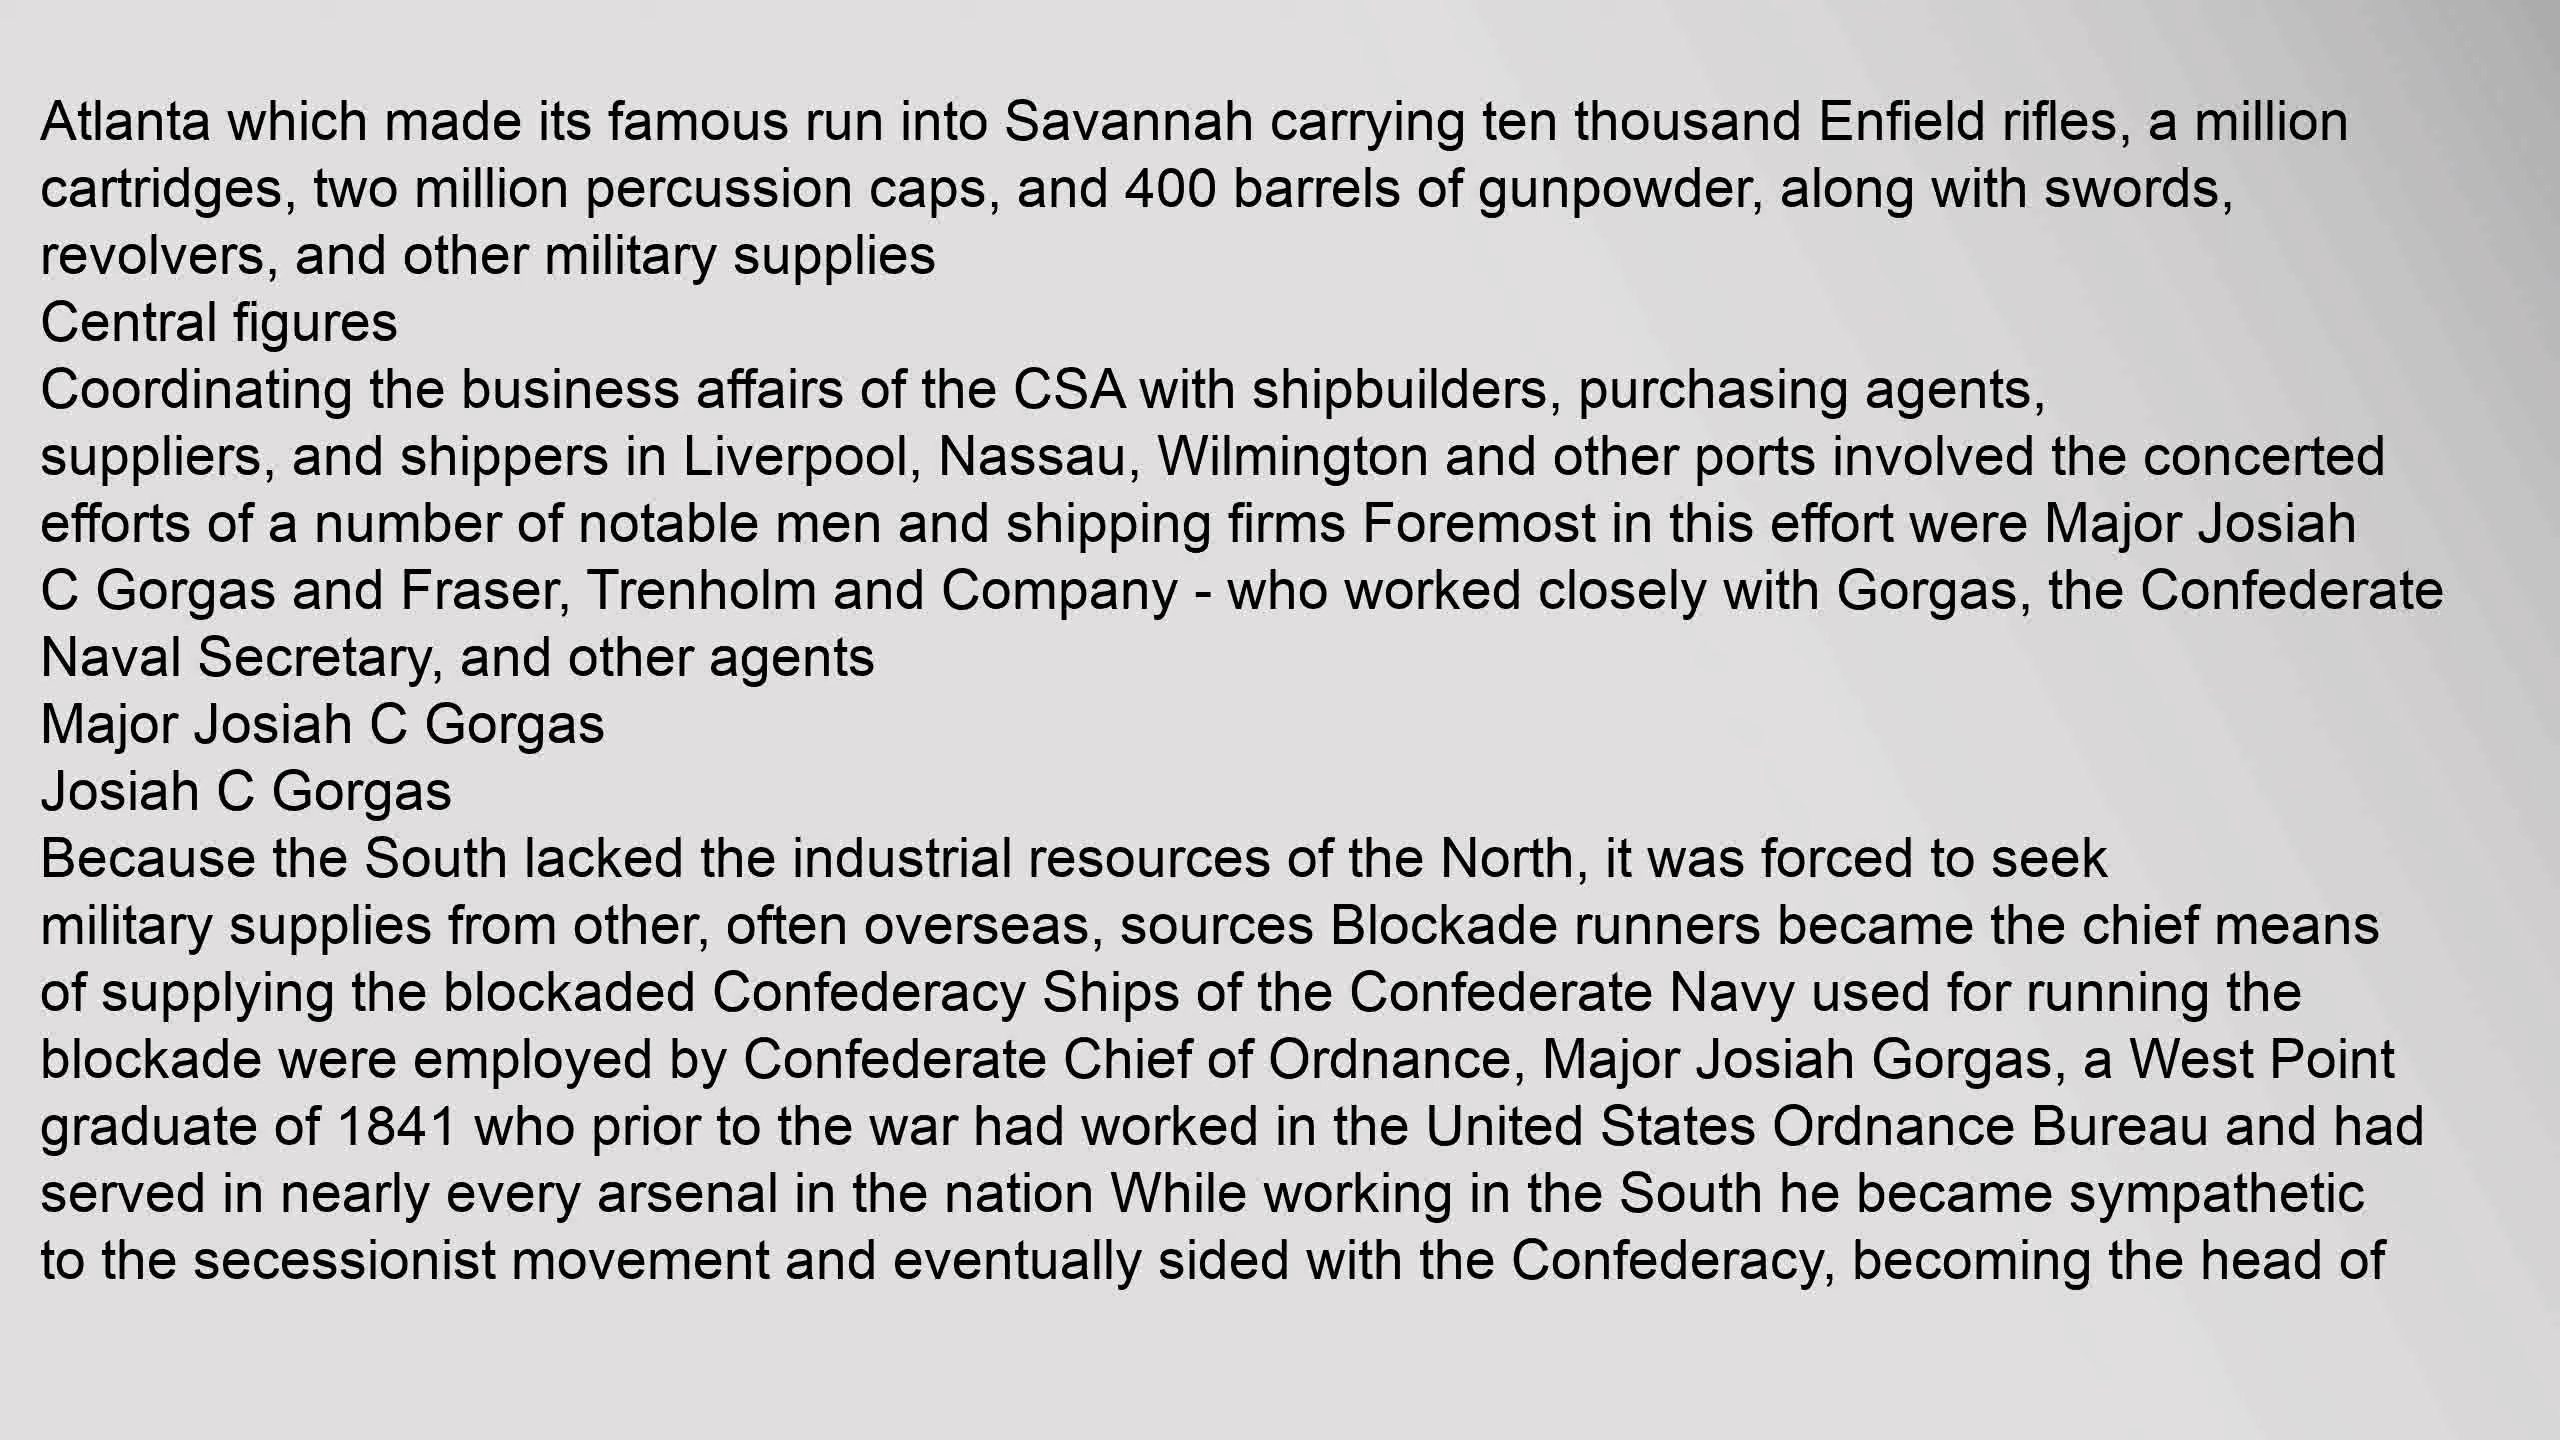 Atlanta which made its famous run into Savannah carrying ten thousand Enfield rifles, a million
cartridges, two million percussion caps, and 400 barrels of gunpowder, along with swords,
revolvers, and other military supplies
Central figures
Coordinating the business affairs of the CSA with shipbuilders, purchasing agents,
suppliers, and shippers in Liverpool, Nassau, Wilmington and other ports involved the concerted
efforts of a number of notable men and shipping firms Foremost in this effort were Major Josiah
C Gorgas and Fraser, Trenholm and Company - who worked closely with Gorgas, the Confederate
Naval Secretary, and other agents
Major Josiah C Gorgas
Josiah C Gorgas
Because the South lacked the industrial resources of the North, it was forced to seek
military supplies from other, often overseas, sources Blockade runners became the chief means
of supplying the blockaded Confederacy Ships of the Confederate Navy used for running the
blockade were employed by Confederate Chief of Ordnance, Major Josiah Gorgas, a West Point
graduate of 1841 who prior to the war had worked in the United States Ordnance Bureau and had
served in nearly every arsenal in the nation While working in the South he became sympathetic
to the secessionist movement and eventually sided with the Confederacy, becoming the head of